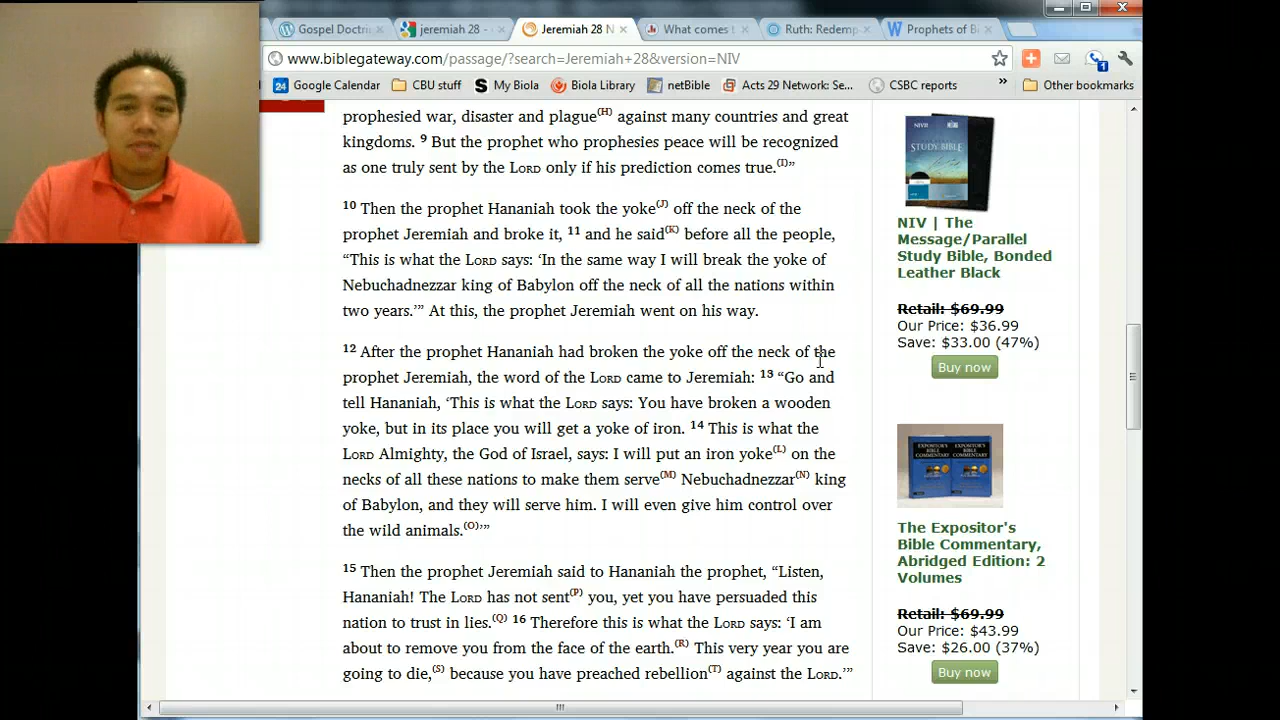 Gospel Doctri
jeremiah 28 -
Jeremiah 28 N
What comes t
Ruth: Redemp
Prophets of B
www.biblegateway.com/passage/?search=Jeremiah+28&version=NIV
24 Google Calendar
CBU stuff
My Biola
Biola Library
netBible
Acts 29 Network: Se...
CSBC reports
»
Other bookmarks
prophesied war, disaster and plague(H) against many countries and great
kingdoms. 9 But the prophet who prophesies peace will be recognized
as one truly sent by the LORD only if his prediction comes true.(I)”
10 Then the prophet Hananiah took the yoke(J) off the neck of the
prophet Jeremiah and broke it, 11 and he said(K) before all the people,
“This is what the LORD says: ‘In the same way I will break the yoke of
Nebuchadnezzar king of Babylon off the neck of all the nations within
two years.’” At this, the prophet Jeremiah went on his way.
12 After the prophet Hananiah had broken the yoke off the neck of the
prophet Jeremiah, the word of the LORD came to Jeremiah: 13 “Go and
tell Hananiah, ‘This is what the LORD says: You have broken a wooden
yoke, but in its place you will get a yoke of iron. 14 This is what the
LORD Almighty, the God of Israel, says: I will put an iron yoke(L) on the
necks of all these nations to make them serve(M) Nebuchadnezzar(N) king
of Babylon, and they will serve him. I will even give him control over
the wild animals.(O)’”
15 Then the prophet Jeremiah said to Hananiah the prophet, “Listen,
Hananiah! The LORD has not sent(P) you, yet you have persuaded this
nation to trust in lies.(Q) 16 Therefore this is what the LORD says: ‘I am
about to remove you from the face of the earth.(R) This very year you are
going to die,(S) because you have preached rebellion(T) against the LORD.’”
STUDY BIBLE
NIV | The
Message/Parallel
Study Bible, Bonded
Leather Black
Retail: $69.99
Our Price: $36.99
Save: $33.00 (47%)
Buy now
EXPOSITOR'S
BIBLE
COMMENTARY
EXPOSITOR'S
BIBLE
COMMENTARY
The Expositor's
Bible Commentary,
Abridged Edition: 2
Volumes
Retail: $69.99
Our Price: $43.99
Save: $26.00 (37%)
Buy now